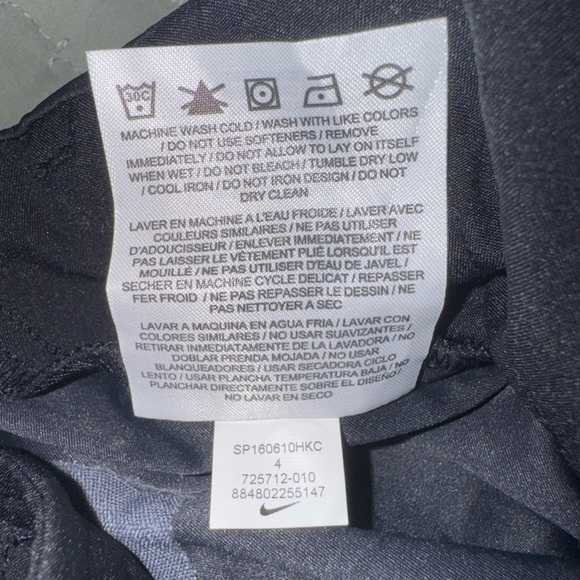 30C
MACHINE WASH COLD / WASH WITH LIKE COLORS
/ DO NOT USE SOFTENERS / REMOVE
IMMEDIATELY / DO NOT ALLOW TO LAY ON ITSELF
WHEN WET / DO NOT BLEACH / TUMBLE DRY LOW
/ COOL IRON / DO NOT IRON DESIGN / DO NOT
DRY CLEAN
LAVER EN MACHINE A L'EAU FROIDE / LAVER AVEC
COULEURS SIMILAIRES / NE PAS UTILISER
D'ADOUCISSEUR / ENLEVER IMMEDIATEMENT / NE
PAS LAISSER LE VÊTEMENT PLIÉ LORSQU'IL EST
MOUILLÉ / NE PAS UTILISER D'EAU DE JAVEL /
SECHER EN MACHINE CYCLE DELICAT / REPASSER
FER FROID / NE PAS REPASSER LE DESSIN / NE
PAS NETTOYER A SEC
LAVAR A MAQUINA EN AGUA FRIA / LAVAR CON
COLORES SIMILARES / NO USAR SUAVIZANTES /
RETIRAR INMEDIATAMENTE DE LA LAVADORA / NO
DOBLAR PRENDA MOJADA / NO USAR
BLANQUEADORES / USAR SECADORA CICLO
LENTO / USAR PLANCHA TEMPERATURA BAJA / NO
PLANCHAR DIRECTAMENTE SOBRE EL DISEÑO /
NO LAVAR EN SECO
SP160610HKC
4
725712-010
884802255147